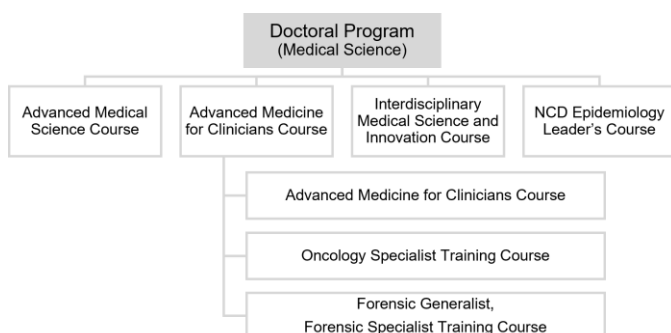 Doctoral Program
(Medical Science)
Advanced Medical
Science Course
Advanced Medicine
for Clinicians Course
Interdisciplinary
Medical Science and
Innovation Course
NCD Epidemiology
Leader’s Course
Advanced Medicine for Clinicians Course
Oncology Specialist Training Course
Forensic Generalist,
Forensic Specialist Training Course